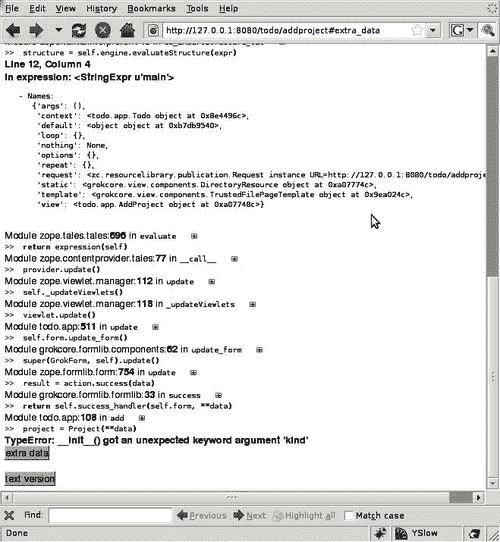 File Edit View History Bookmarks Tools Help
http://127.0.0.1:8080/todo/addproject#extra_data
>> structure = self.engine.evaluateStructure(expr)
Line 12, Column 4
In expression: <StringExpr u'main'>
- Names:
{'args': (),
'context': <todo.app.Todo object at 0x8e4496c>,
'default': <object object at 0xb7db9540>,
'loop': {},
'nothing': None,
'options': {},
'repeat': {},
'request': <zc.resourcelibrary.publication.Request instance URL=http://127.0.0.1:8080/todo/addproje
'static': <grokcore.view.components.DirectoryResource object at 0xa07774c>,
'template': <grokcore.view.components.TrustedFilePageTemplate object at 0x9ea024c>,
'view': <todo.app.AddProject object at 0xa07748c>}
Module zope.tales.tales:696 in evaluate
>> return expression(self)
Module zope.contentprovider.tales:77 in __call__
>> provider.update()
Module zope.viewlet.manager:112 in update
>> self._updateViewlets()
Module zope.viewlet.manager:118 in _updateViewlets
>> viewlet.update()
Module todo.app:511 in update
>> self.form.update_form()
Module grokcore.formlib.components:62 in update_form
>> super(GrokForm, self).update()
Module zope.formlib.form:754 in update
>> result = action.success(data)
Module grokcore.formlib.formlib:33 in success
>> return self.success_handler(self.form, **data)
Module todo.app:108 in add
>> project = Project(**data)
TypeError: __init__() got an unexpected keyword argument 'kind'
extra data
text version
Find: Previous Next Highlight all Match case
Done YSlow